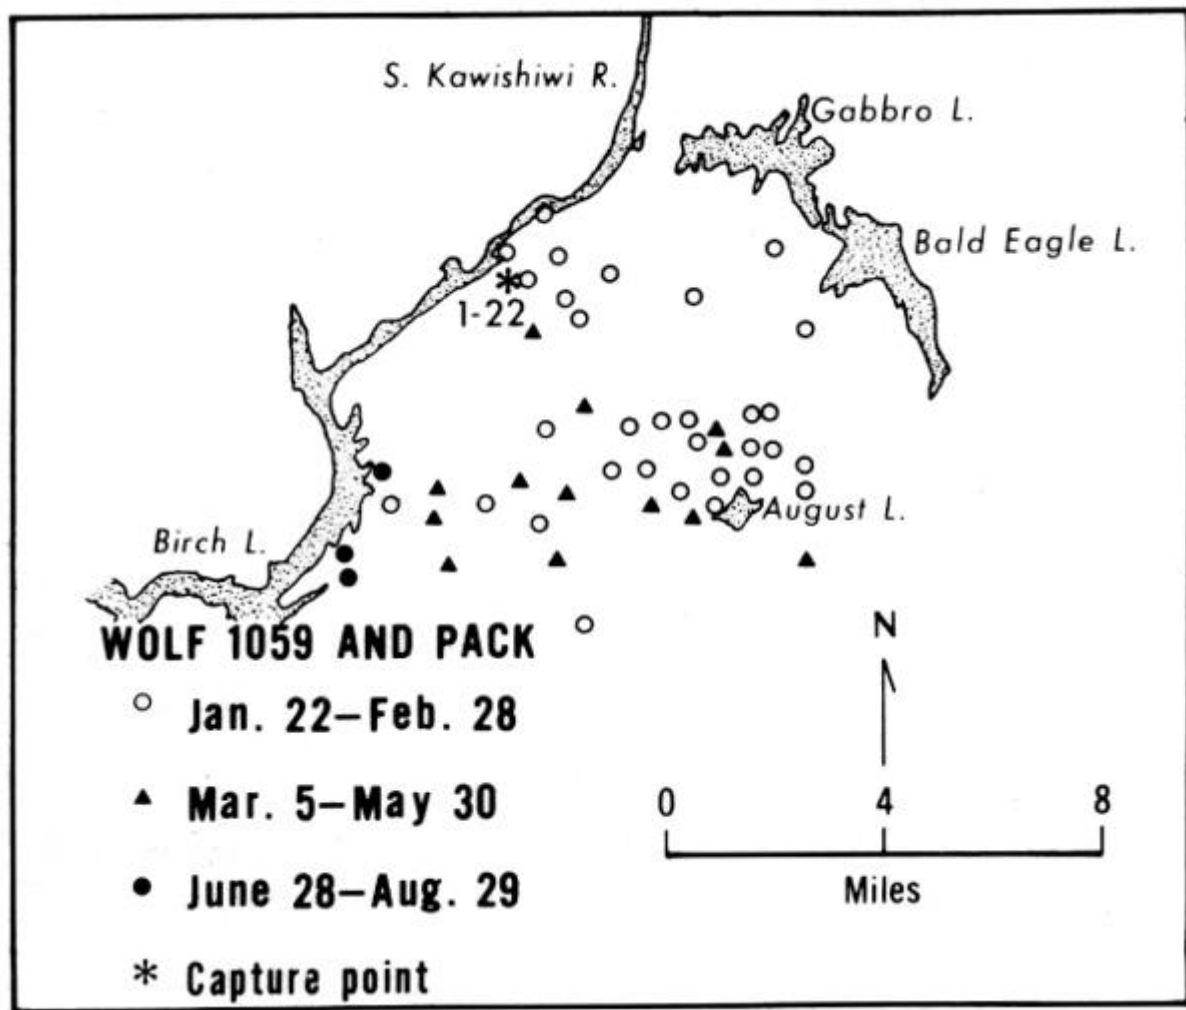 S. Kawishiwi R.
Gabbro L.
Bald Eagle L.
1-22
August L.
Birch L.
WOLF 1059 AND PACK
N
Jan. 22–Feb. 28
Mar. 5–May 30
0 4 8
June 28–Aug. 29
Miles
* Capture point